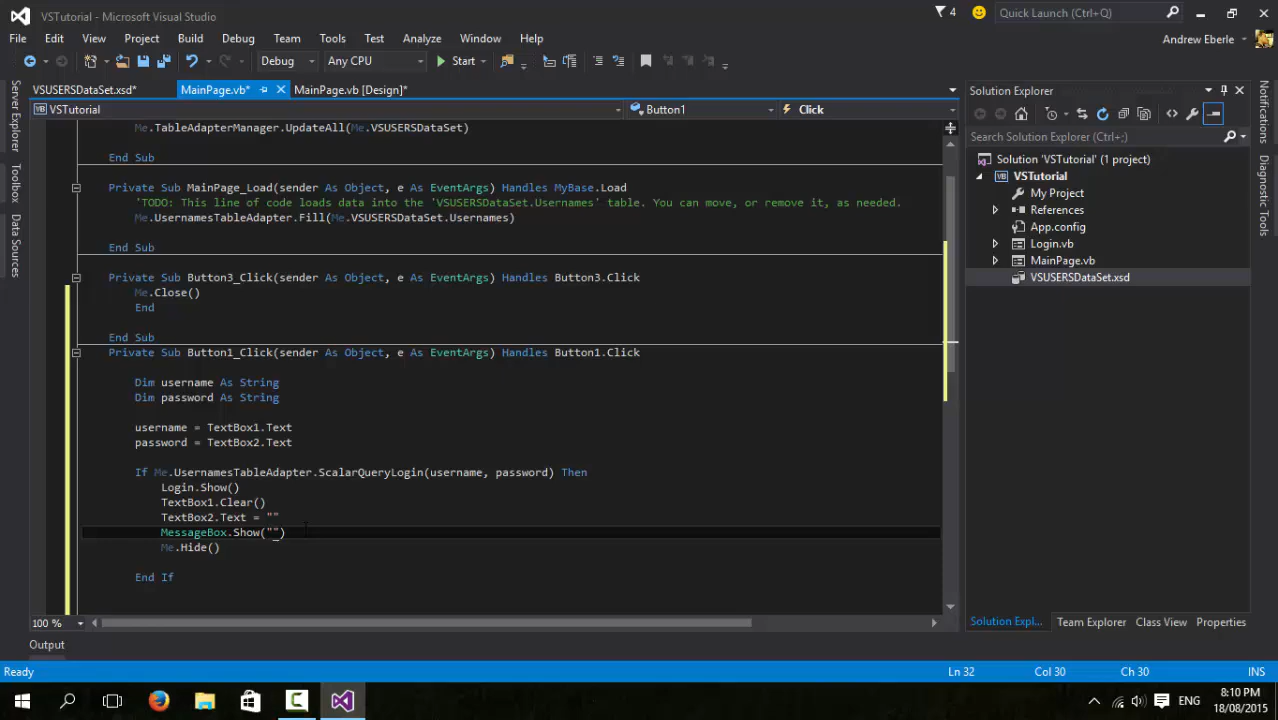 VSTutorial - Microsoft Visual Studio
4
Quick Launch (Ctrl+Q)
File Edit View Project Build Debug Team Tools Test Analyze Window Help
Andrew Eberle
Debug Any CPU Start
VSUSERSDataSet.xsd* MainPage.vb* MainPage.vb [Design]*
VSTutorial Button1 Click
Server Explorer
Toolbox
Data Sources
Me.TableAdapterManager.UpdateAll(Me.VSUSERSDataSet)
End Sub
Private Sub MainPage_Load(sender As Object, e As EventArgs) Handles MyBase.Load
'TODO: This line of code loads data into the 'VSUSERSDataSet.Usernames' table. You can move, or remove it, as needed.
Me.UsernamesTableAdapter.Fill(Me.VSUSERSDataSet.Usernames)
End Sub
Private Sub Button3_Click(sender As Object, e As EventArgs) Handles Button3.Click
Me.Close()
End
End Sub
Private Sub Button1_Click(sender As Object, e As EventArgs) Handles Button1.Click
Dim username As String
Dim password As String
username = TextBox1.Text
password = TextBox2.Text
If Me.UsernamesTableAdapter.ScalarQueryLogin(username, password) Then
Login.Show()
TextBox1.Clear()
TextBox2.Text = ""
MessageBox.Show("")
Me.Hide()
End If
100 %
Solution Explorer
Search Solution Explorer (Ctrl+;)
Solution 'VSTutorial' (1 project)
VSTutorial
My Project
References
App.config
Login.vb
MainPage.vb
VSUSERSDataSet.xsd
Solution Expl... Team Explorer Class View Properties
Notifications
Diagnostic Tools
Output
Ready Ln 32 Col 30 Ch 30 INS
ENG
8:10 PM
18/08/2015